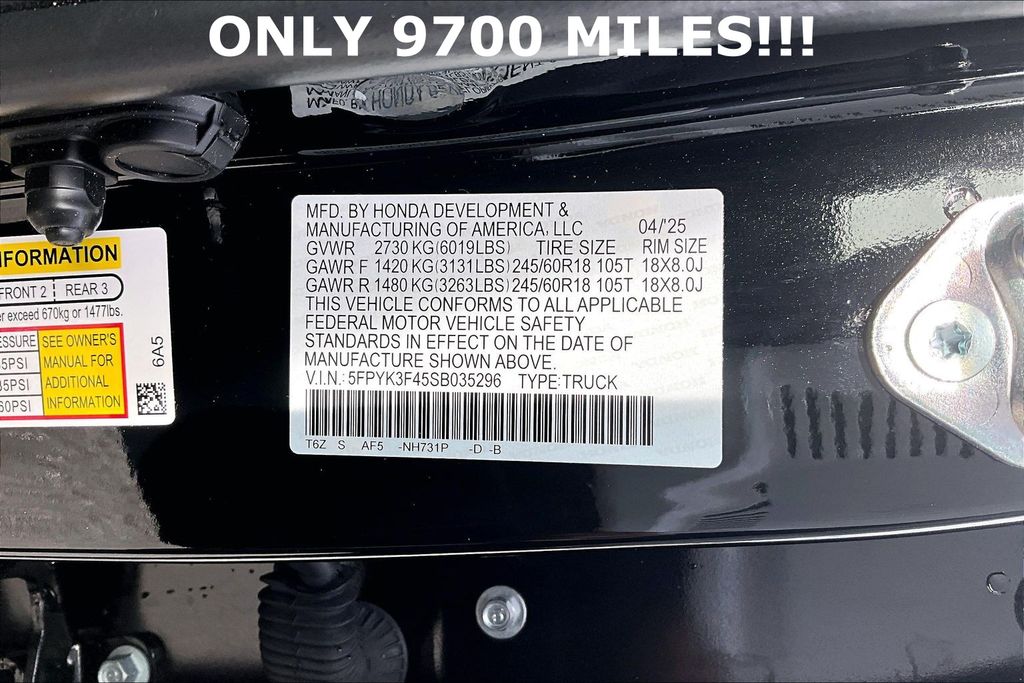 ONLY 9700 MILES!!!
MFD. BY HONDA DEVELOPMENT &
MANUFACTURING OF AMERICA, LLC 04/'25
GVWR 2730 KG(6019LBS) TIRE SIZE RIM SIZE
GAWR F 1420 KG(3131LBS) 245/60R18 105T 18X8.0J
GAWR R 1480 KG(3263LBS) 245/60R18 105T 18X8.0J
THIS VEHICLE CONFORMS TO ALL APPLICABLE
FEDERAL MOTOR VEHICLE SAFETY
STANDARDS IN EFFECT ON THE DATE OF
MANUFACTURE SHOWN ABOVE.
V.I.N.: 5FPYK3F45SB035296 TYPE:TRUCK
T6Z S AF5 -NH731P -D -B
FRONT 2 REAR 3
exceed 670kg or 1477lbs.
SEE OWNER'S
MANUAL FOR
ADDITIONAL
INFORMATION
60PSI
6A5